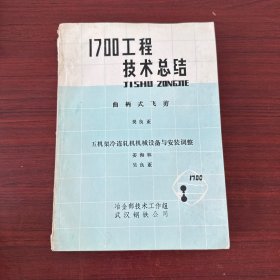 1700工程
技术总结
JISHU ZONGJIE
曲柄式飞剪
五机架冷连轧机机械设备与安装调整
1700
冶金部技术工作组
武汉钢铁公司